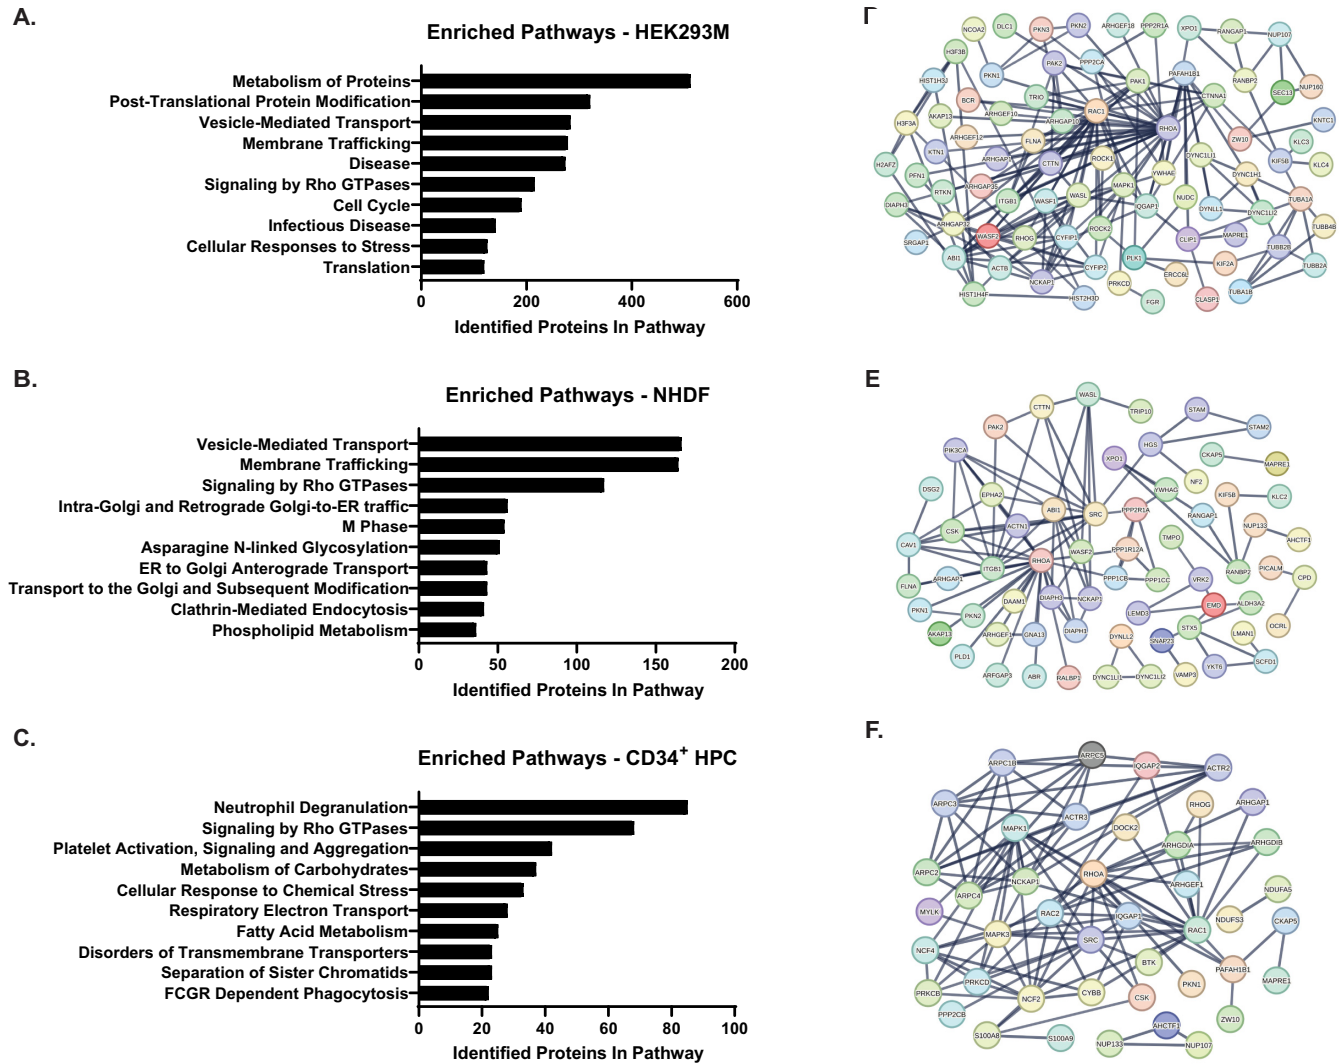 A.
Enriched Pathways - HEK293M
Metabolism of Proteins
Post-Translational Protein Modification
Vesicle-Mediated Transport
Membrane Trafficking
Disease
Signaling by Rho GTPases
Cell Cycle
Infectious Disease
Cellular Responses to Stress
Translation
0 200 400 600
Identified Proteins In Pathway
B.
Enriched Pathways - NHDF
Vesicle-Mediated Transport
Membrane Trafficking
Signaling by Rho GTPases
Intra-Golgi and Retrograde Golgi-to-ER traffic
M Phase
Asparagine N-linked Glycosylation
ER to Golgi Anterograde Transport
Transport to the Golgi and Subsequent Modification
Clathrin-Mediated Endocytosis
Phospholipid Metabolism
0 50 100 150 200
Identified Proteins In Pathway
C.
Enriched Pathways - CD34+ HPC
Neutrophil Degranulation
Signaling by Rho GTPases
Platelet Activation, Signaling and Aggregation
Metabolism of Carbohydrates
Cellular Response to Chemical Stress
Respiratory Electron Transport
Fatty Acid Metabolism
Disorders of Transmembrane Transporters
Separation of Sister Chromatids
FCGR Dependent Phagocytosis
0 20 40 60 80 100
Identified Proteins In Pathway
NCOA2 DLC1 PKN3 PKN2 ARHGEF18 PPP2R1A XPO1 RANGAP1 NUP107
H3F3B PAK2 PPP2CA
HIST1H3J PKN1 PAK1 PAFAH1B1 RANBP2 SEC13 NUP160
BCR TRIO CTNNA1
H3F3A AKAP13 ARHGEF10 ARHGAP10 RAC1 RHOA KNTC1
ARHGEF12 FLNA ZW10 KLC3
H2AFZ KTN1 ARHGAP1 CTTN ROCK1 DYNC1LI1 KIF5B KLC4
PFN1 RTKN ARHGAP35 MAPK1 YWHAE DYNC1H1
DIAPH3 ITGB1 WASF1 WASL IQGAP1 NUDC DYNLL1 DYNC1LI2 TUBA1A
ARHGAP32 TUBB4B
SRGAP1 WASF2 RHOG CYFIP1 ROCK2 CLIP1 MAPRE1 TUBB2B
ABI1 ACTB CYFIP2 PLK1 KIF2A TUBB2A
NCKAP1 PRKCD ERCC6L
HIST1H4F HIST2H3D FGR CLASP1 TUBA1B
E
WASL
CTTN TRIP10 STAM
PAK2 STAM2
PIK3CA HGS
XPO1 CKAP5 MAPRE1
DSG2 EPHA2 YWHAG NF2 KIF5B KLC2
ABI1 SRC PPP2R1A RANGAP1
CSK ACTN1 NUP133
CAV1 WASF2 PPP1R12A TMPO AHCTF1
RHOA
FLNA ARHGAP1 ITGB1 PPP1CB PPP1CC VRK2 RANBP2 PICALM CPD
PKN1 PKN2 DAAM1 DIAPH3 NCKAP1 LEMD3 EMD ALDH3A2
AKAP13 ARHGEF1 GNA13 DIAPH1 DYNLL2 SNAP23 STX5 LMAN1 OCRL
PLD1 YKT6 SCFD1
ARFGAP3 ABR RALBP1 DYNC1LI1 DYNC1LI2 VAMP3
F.
ARPC5
ARPC1B IQGAP2 ACTR2
ARPC3 ACTR3 RHOG ARHGAP1
MAPK1 DOCK2
ARHGDIA ARHGDIB
ARPC2 NCKAP1 RHOA
ARPC4 ARHGEF1 NDUFA5
MYLK RAC2 IQGAP1 NDUFS3 CKAP5
MAPK3 SRC RAC1
NCF4 BTK
PRKCD PAFAH1B1
PRKCB NCF2 CYBB CSK PKN1 MAPRE1
PPP2CB ZW10
S100A8 S100A9 AHCTF1
NUP133 NUP107